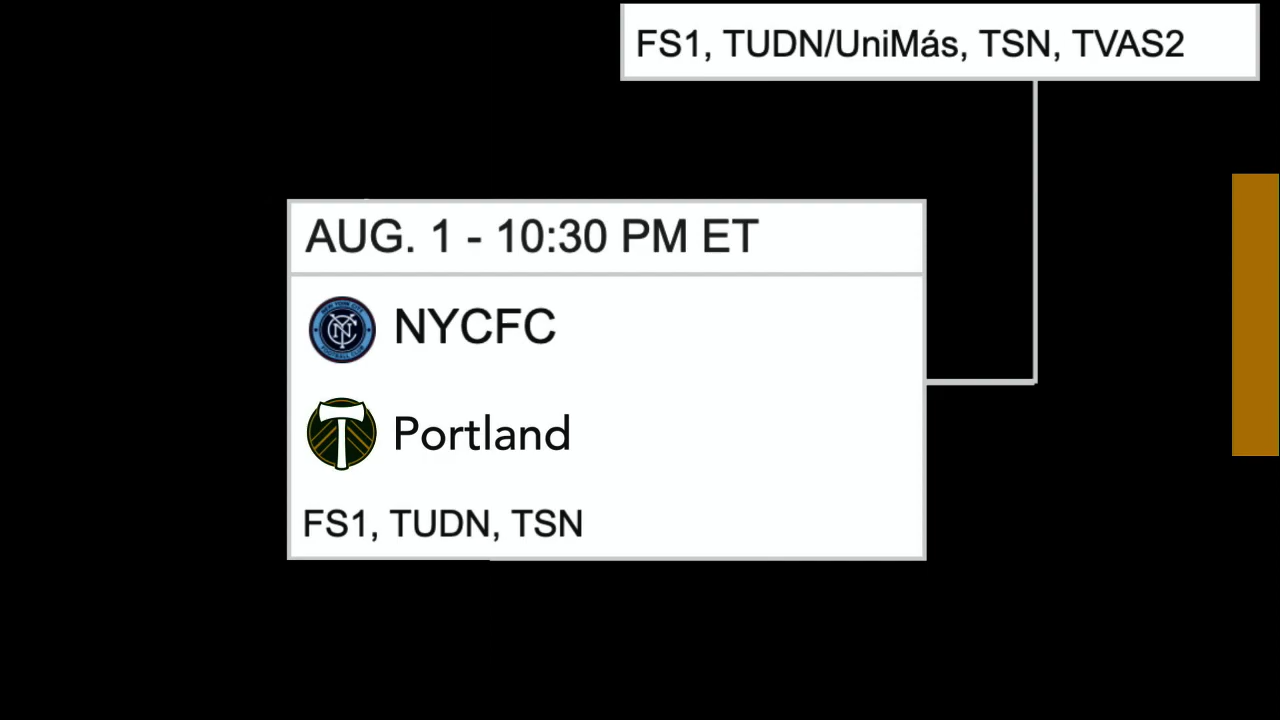 FS1, TUDN/UniMás, TSN, TVAS2
AUG. 1 - 10:30 PM ET
NYCFC
Portland
FS1, TUDN, TSN